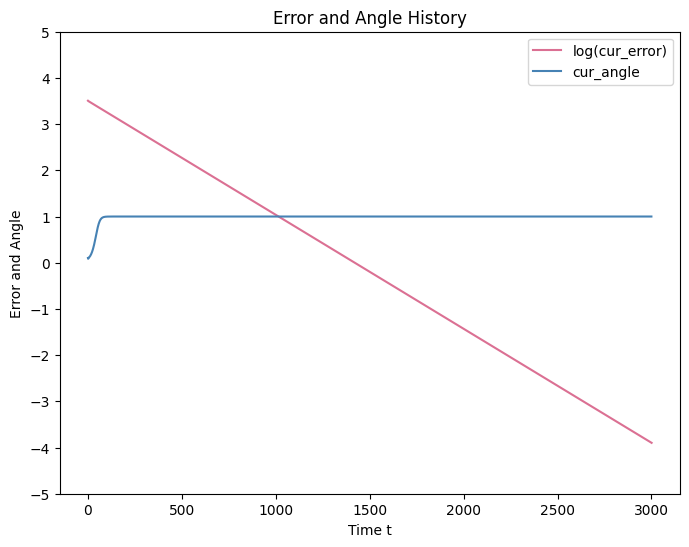 Error and Angle History
log(cur_error)
cur_angle
Error and Angle
5
4
3
2
1
0
−1
−2
−3
−4
−5
0 500 1000 1500 2000 2500 3000
Time t